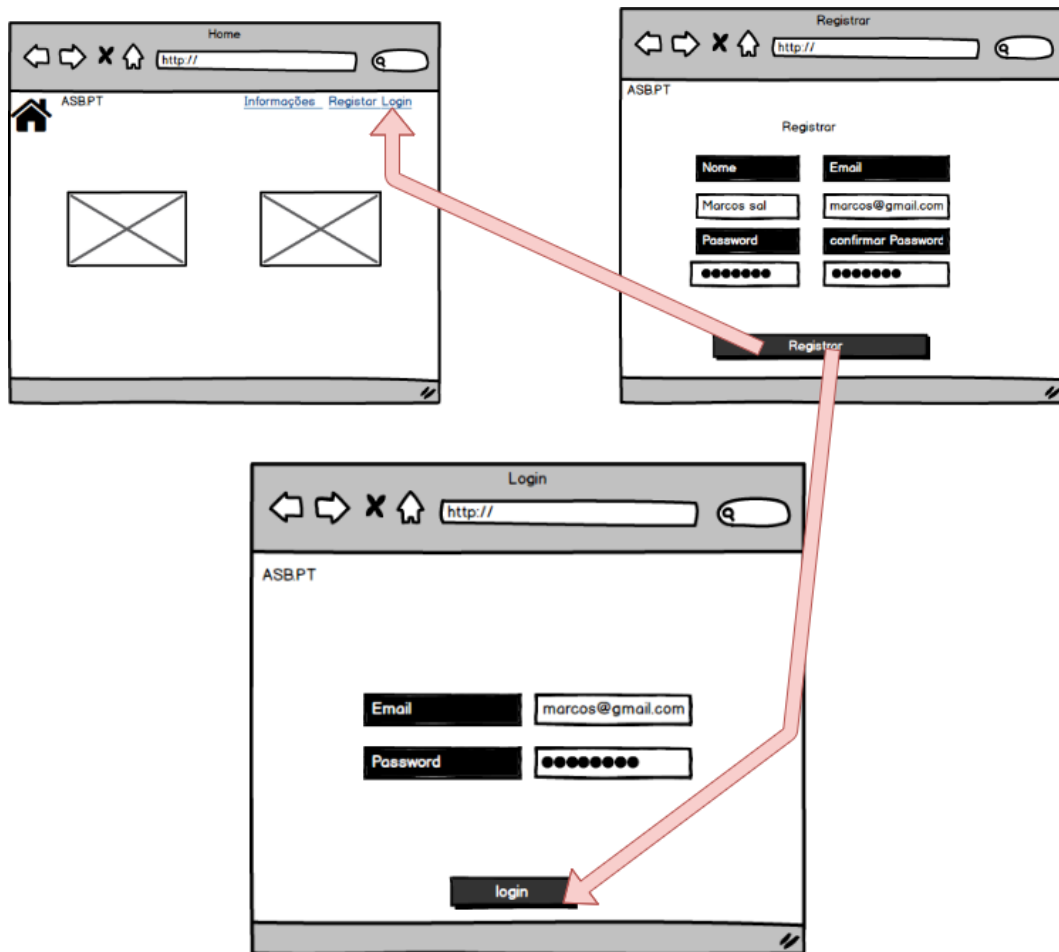 Home
http://
ASB.PT
Informações Registar Login
Registrar
http://
ASB.PT
Registrar
Nome Email
Marcos sal marcos@gmail.com
Password confirmar Password
Registrar
Login
http://
ASB.PT
Email marcos@gmail.com
Password
login